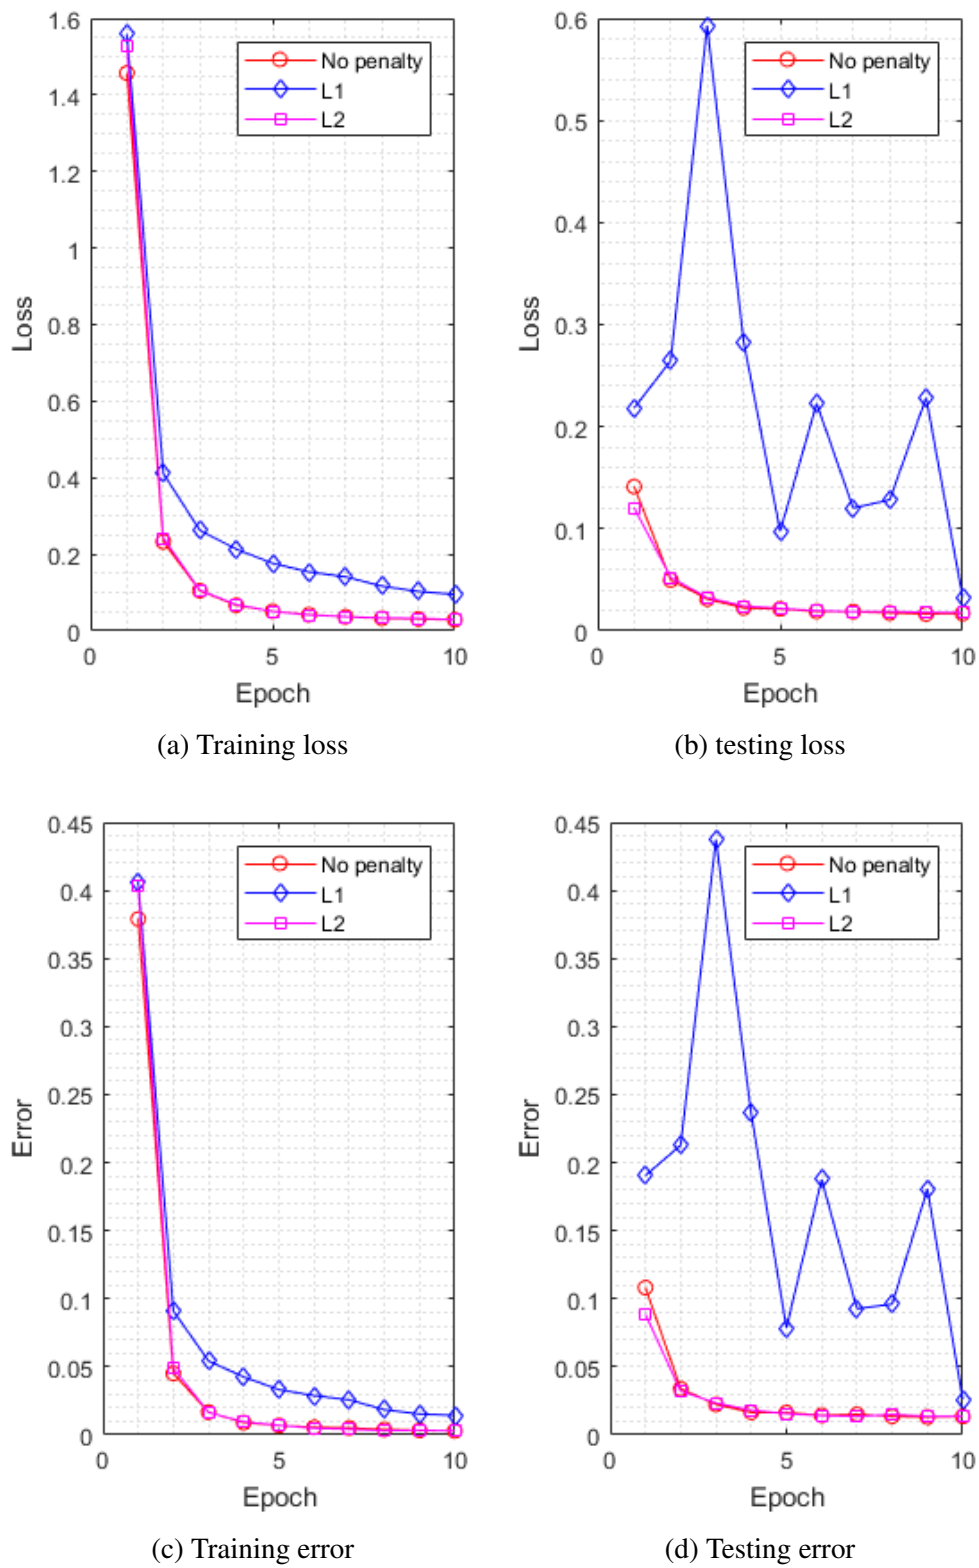 1.6
1.4
1.2
1
0.8
0.6
0.4
0.2
0
Loss
0 5 10
Epoch
No penalty
L1
L2
(a) Training loss
0.6
0.5
0.4
0.3
0.2
0.1
0
Loss
0 5 10
Epoch
No penalty
L1
L2
(b) testing loss
0.45
0.4
0.35
0.3
0.25
0.2
0.15
0.1
0.05
0
Error
0 5 10
Epoch
No penalty
L1
L2
(c) Training error
0.45
0.4
0.35
0.3
0.25
0.2
0.15
0.1
0.05
0
Error
0 5 10
Epoch
No penalty
L1
L2
(d) Testing error